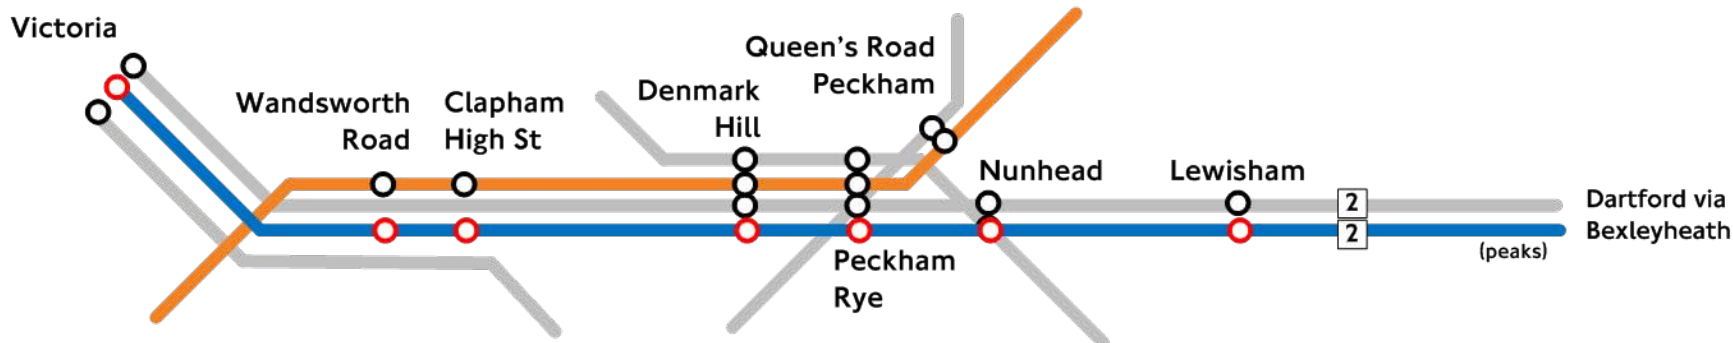 Victoria
Wandsworth
Road
Clapham
High St
Denmark
Hill
Queen's Road
Peckham
Peckham
Rye
Nunhead
Lewisham
2
2
Dartford via
Bexleyheath
(peaks)